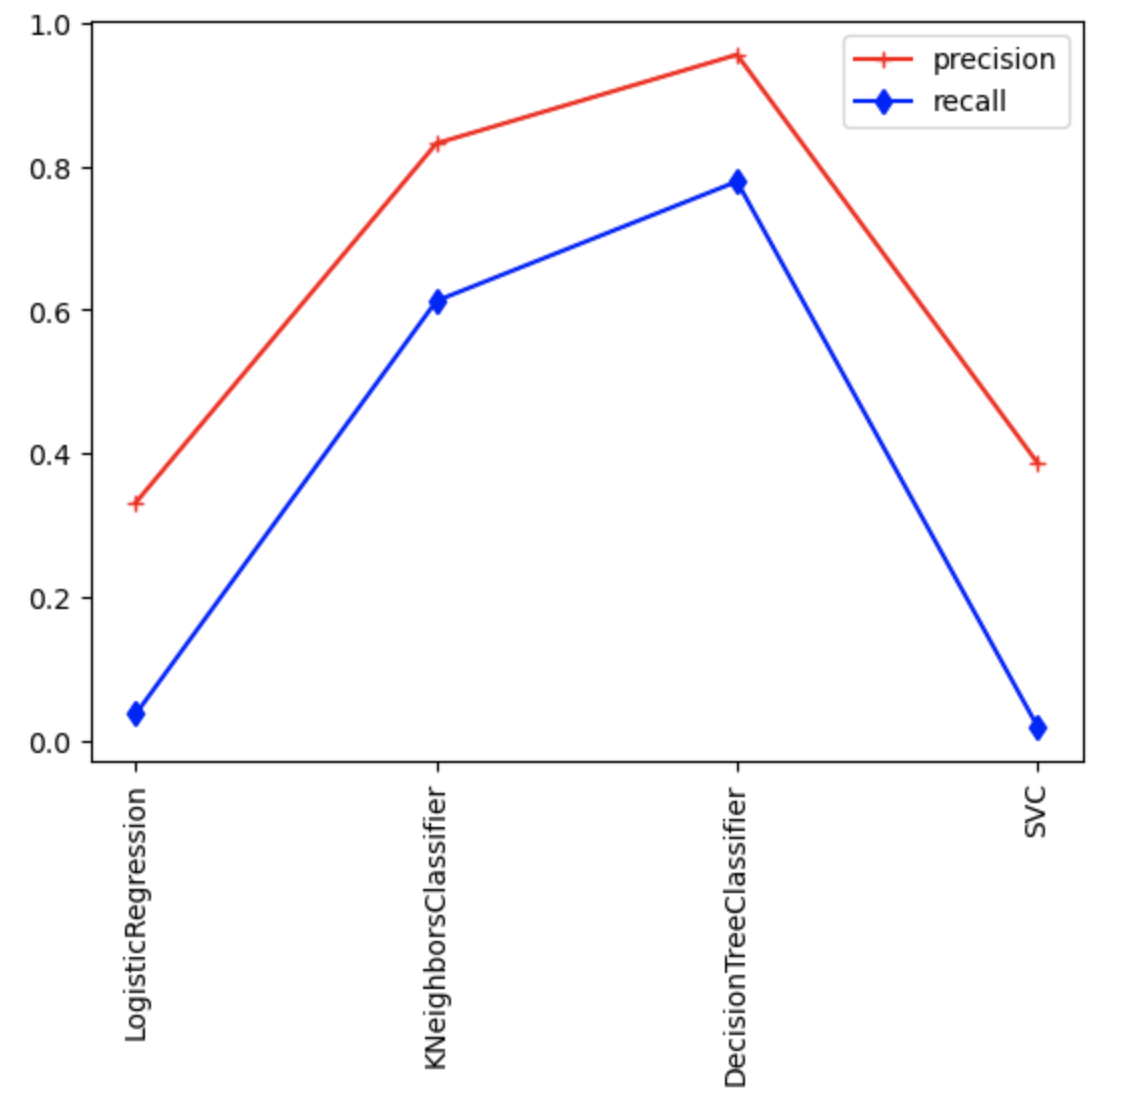 1.0
0.8
0.6
0.4
0.2
0.0
precision
recall
LogisticRegression
KNeighborsClassifier
DecisionTreeClassifier
SVC